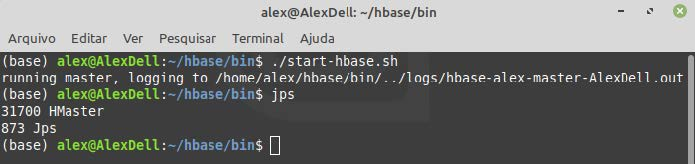 alex@AlexDell: ~/hbase/bin
Arquivo Editar Ver Pesquisar Terminal Ajuda
(base) alex@AlexDell:~/hbase/bin$ ./start-hbase.sh
running master, logging to /home/alex/hbase/bin/../logs/hbase-alex-master-AlexDell.out
(base) alex@AlexDell:~/hbase/bin$ jps
31700 HMaster
873 Jps
(base) alex@AlexDell:~/hbase/bin$